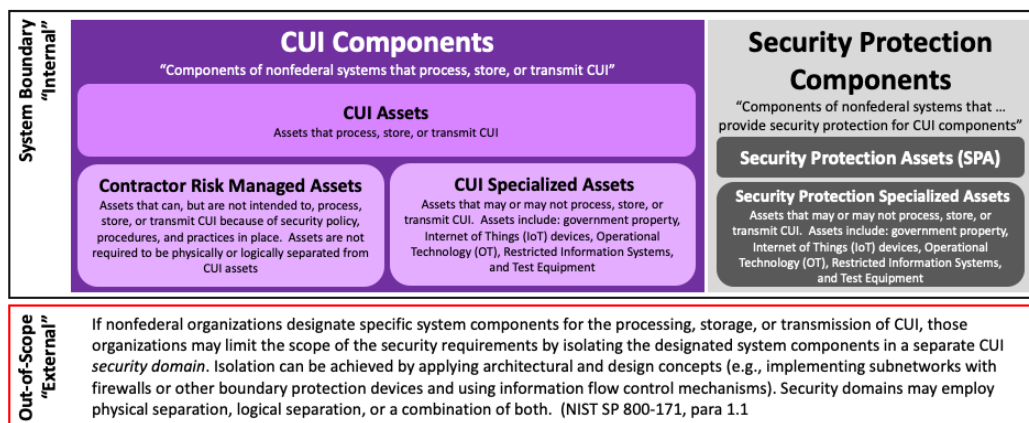 System Boundary
“Internal”
CUI Components
“Components of nonfederal systems that process, store, or transmit CUI”
CUI Assets
Assets that process, store, or transmit CUI
Contractor Risk Managed Assets
Assets that can, but are not intended to, process,
store, or transmit CUI because of security policy,
procedures, and practices in place.  Assets are not
required to be physically or logically separated from
CUI assets
CUI Specialized Assets
Assets that may or may not process, store, or
transmit CUI.  Assets include: government property,
Internet of Things (IoT) devices, Operational
Technology (OT), Restricted Information Systems,
and Test Equipment
Security Protection
Components
“Components of nonfederal systems that …
provide security protection for CUI components”
Security Protection Assets (SPA)
Security Protection Specialized Assets
Assets that may or may not process, store, or
transmit CUI.  Assets include: government property,
Internet of Things (IoT) devices, Operational
Technology (OT), Restricted Information Systems,
and Test Equipment
Out-of-Scope
“External”
If nonfederal organizations designate specific system components for the processing, storage, or transmission of CUI, those
organizations may limit the scope of the security requirements by isolating the designated system components in a separate CUI
security domain. Isolation can be achieved by applying architectural and design concepts (e.g., implementing subnetworks with
firewalls or other boundary protection devices and using information flow control mechanisms). Security domains may employ
physical separation, logical separation, or a combination of both.  (NIST SP 800-171, para 1.1